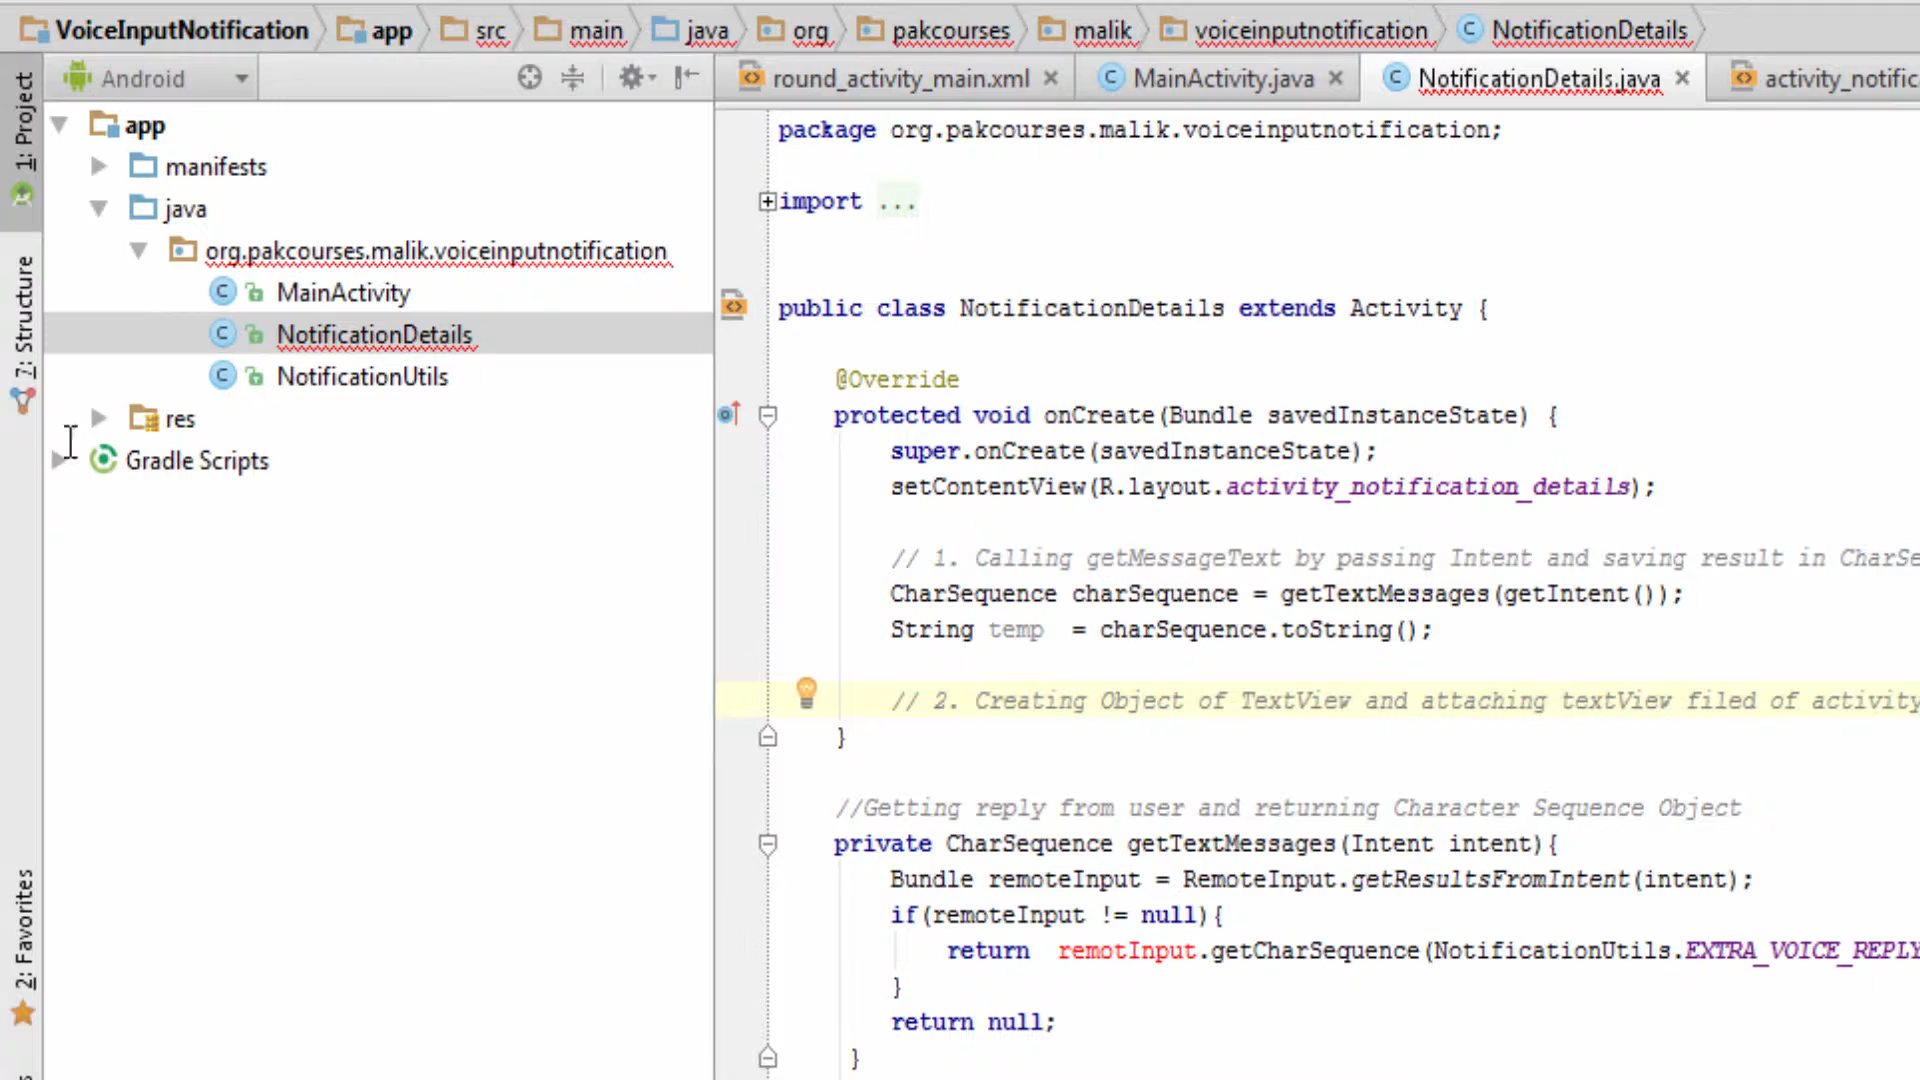 VoiceInputNotification app src main java org pakcourses malik voiceinputnotification NotificationDetails
Android
round_activity_main.xml MainActivity.java NotificationDetails.java activity_notific
1: Project
7: Structure
2: Favorites
app
manifests
java
org.pakcourses.malik.voiceinputnotification
MainActivity
NotificationDetails
NotificationUtils
res
Gradle Scripts
package org.pakcourses.malik.voiceinputnotification;
import ...
public class NotificationDetails extends Activity {
@Override
protected void onCreate(Bundle savedInstanceState) {
super.onCreate(savedInstanceState);
setContentView(R.layout.activity_notification_details);
// 1. Calling getMessageText by passing Intent and saving result in CharSe
CharSequence charSequence = getTextMessages(getIntent());
String temp = charSequence.toString();
// 2. Creating Object of TextView and attaching textView filed of activity
}
//Getting reply from user and returning Character Sequence Object
private CharSequence getTextMessages(Intent intent){
Bundle remoteInput = RemoteInput.getResultsFromIntent(intent);
if(remoteInput != null){
return remotInput.getCharSequence(NotificationUtils.EXTRA_VOICE_REPLY
}
return null;
}